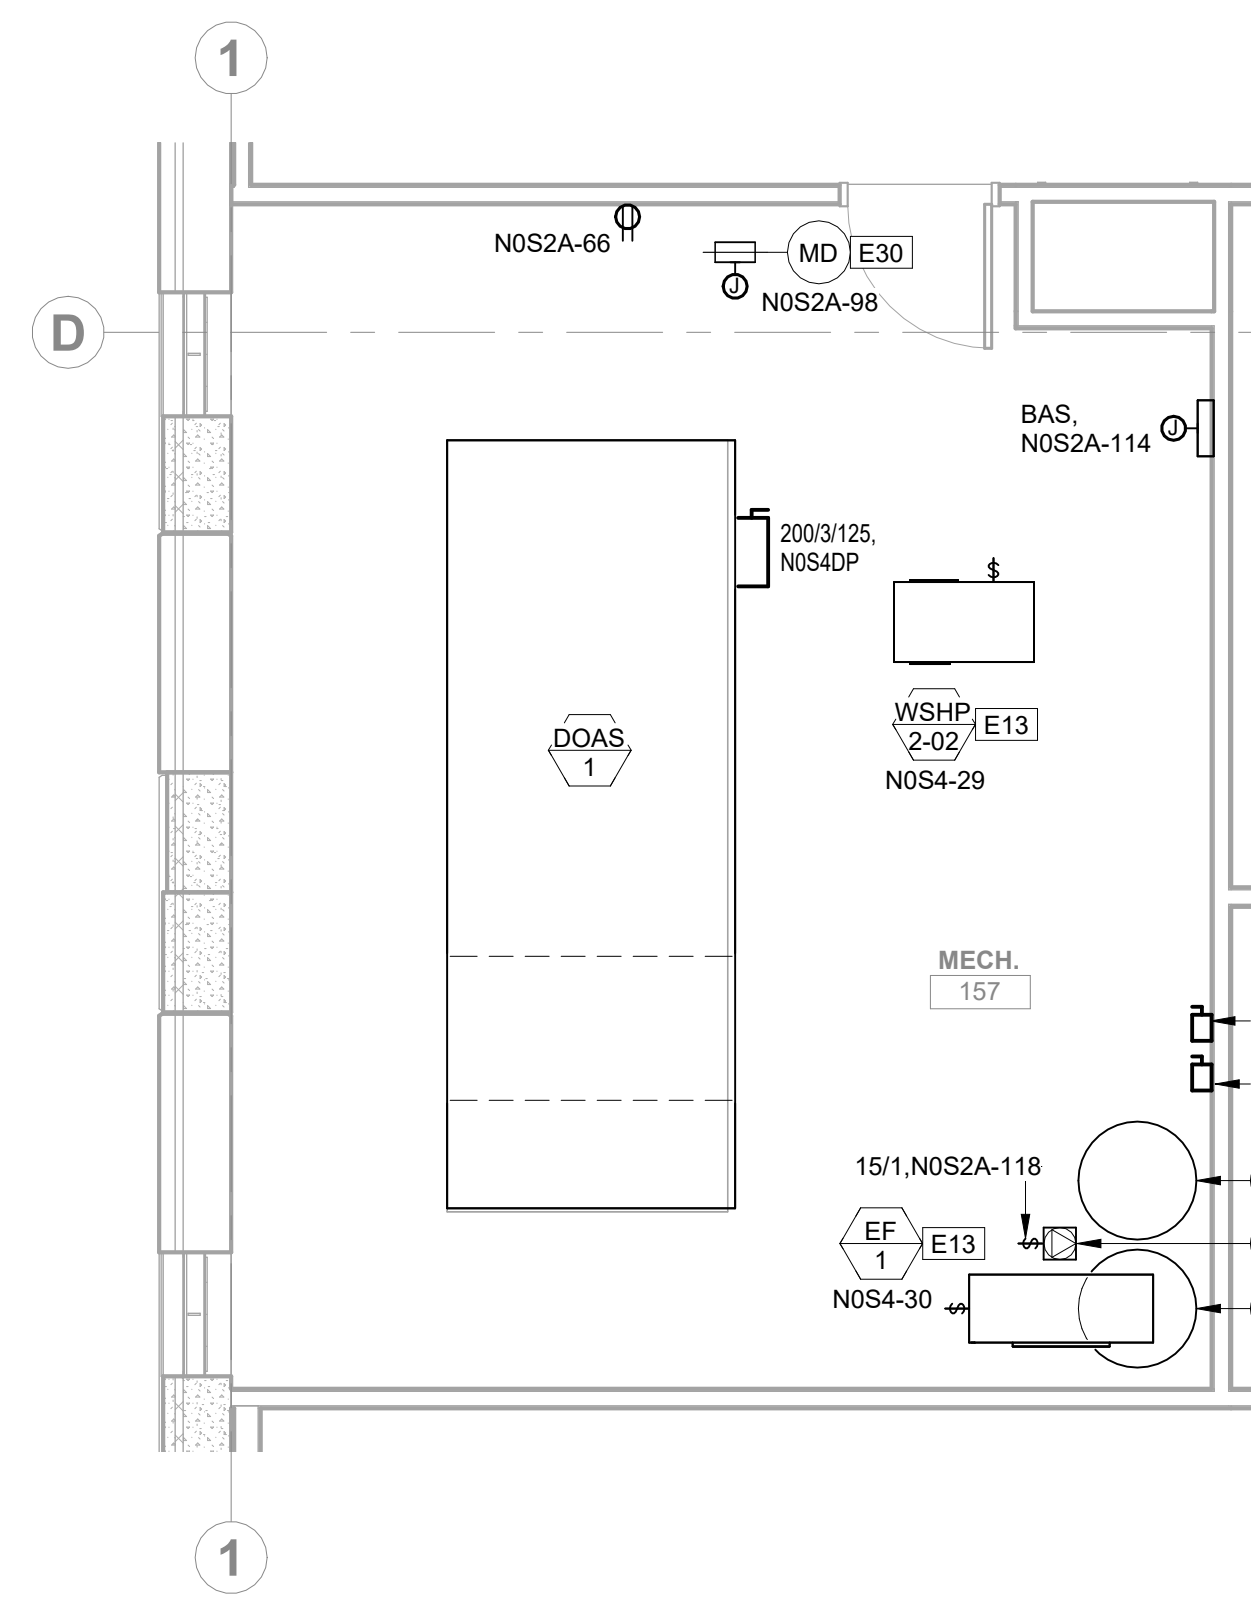 1
N0S2A-66
MD
E30
J
N0S2A-98
D
BAS,
N0S2A-114
J
200/3/125,
N0S4DP
$
DOAS
1
WSHP
2-02
E13
N0S4-29
MECH.
157
15/1,N0S2A-118
EF
1
E13
$
N0S4-30
$
1